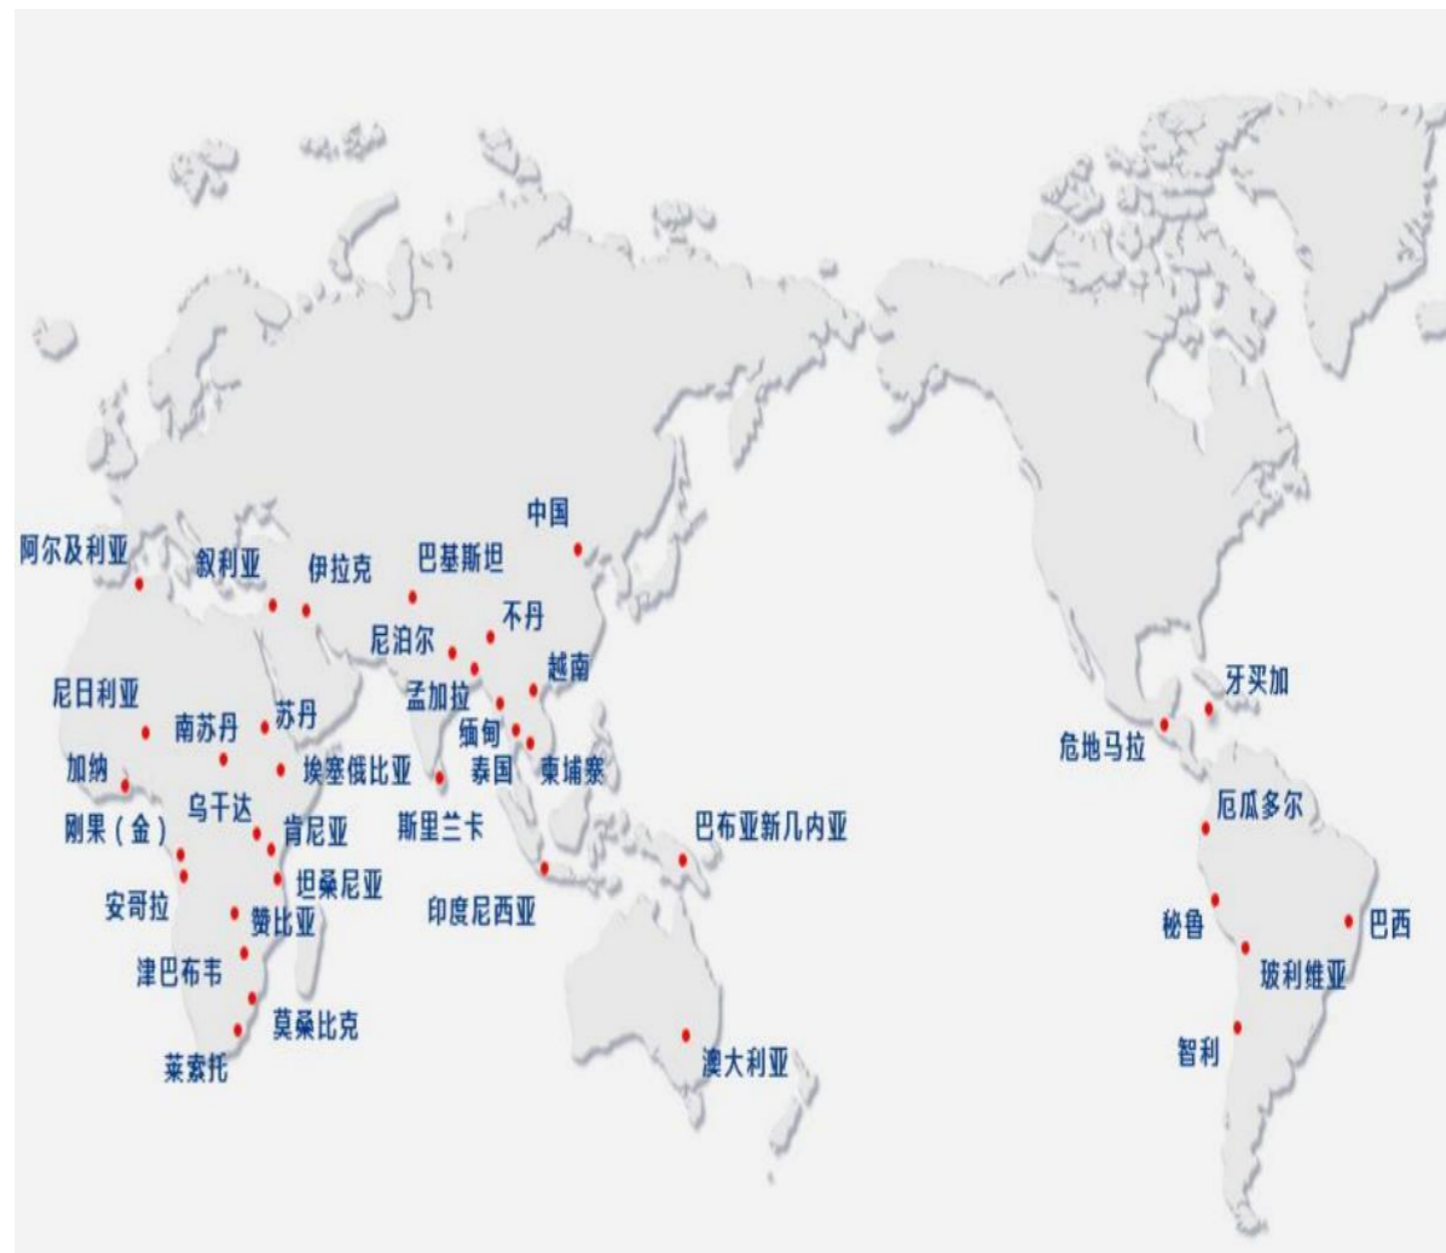 中国
阿尔及利亚
叙利亚
伊拉克
巴基斯坦
不丹
尼泊尔
越南
孟加拉
牙买加
尼日利亚
南苏丹
苏丹
缅甸
危地马拉
加纳
埃塞俄比亚
泰国
柬埔寨
乌干达
厄瓜多尔
刚果（金）
肯尼亚
斯里兰卡
巴布亚新几内亚
坦桑尼亚
安哥拉
赞比亚
印度尼西亚
秘鲁
巴西
津巴布韦
玻利维亚
莫桑比克
莱索托
澳大利亚
智利